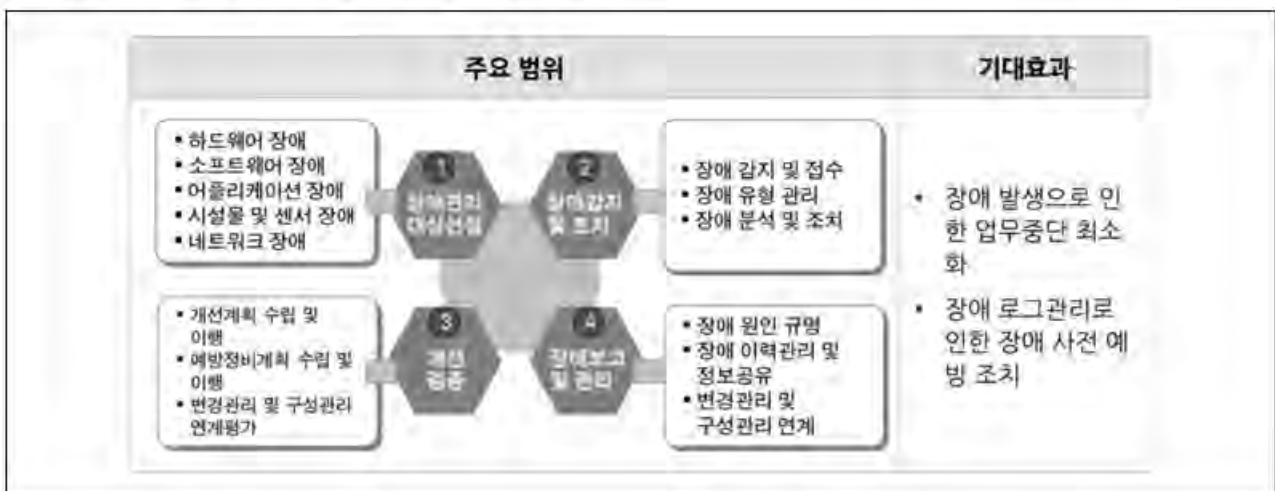 주요 범위
기대효과
▪ 하드웨어 장애
▪ 소프트웨어 장애
▪ 어플리케이션 장애
▪ 시설물 및 센서 장애
▪ 네트워크 장애
1
장애관리
2
장애감지
및 조치
▪ 장애 감지 및 접수
▪ 장애 유형 관리
▪ 장애 분석 및 조치
▪ 개선계획 수립 및
이행
▪ 예방정비계획 수립 및
이행
▪ 변경관리 및 구성관리
연계평가
3
개선
4
장애보고
및 관리
▪ 장애 원인 규명
▪ 장애 이력관리 및
정보공유
▪ 변경관리 및
구성관리 연계
• 장애 발생으로 인
한 업무중단 최소
화
• 장애 로그관리로
인한 장애 사전 예
방 조치